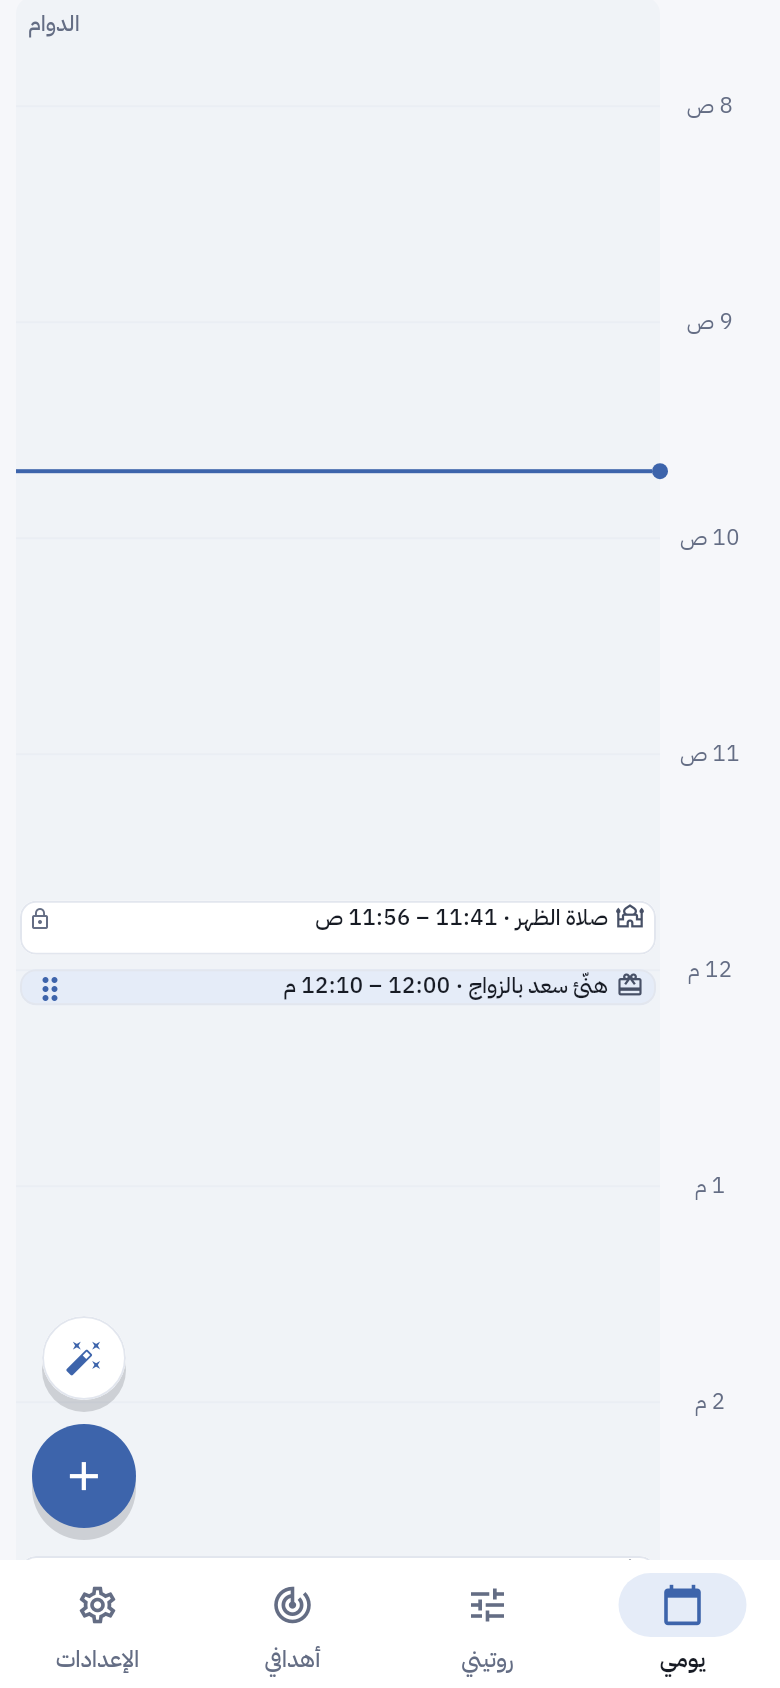 الدوام
8 ص
9 ص
10 ص
11 ص
صلاة الظهر · 11:41 – 11:56 ص
12 م
هنّئ سعد بالزواج · 12:00 – 12:10 م
1 م
2 م
يومي
روتيني
أهدافي
الإعدادات